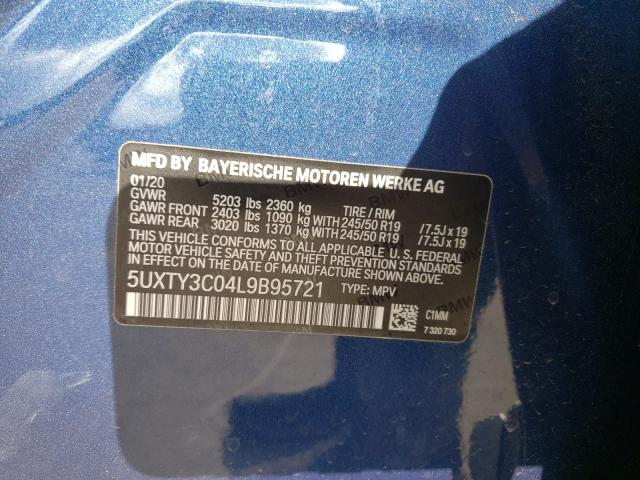 MFD BY BAYERISCHE MOTOREN WERKE AG
01/20
GVWR 5203 lbs 2360 kg TIRE / RIM
GAWR FRONT 2403 lbs 1090 kg WITH 245/50 R19 /7.5J x 19
GAWR REAR 3020 lbs 1370 kg WITH 245/50 R19 /7.5J x 19
THIS VEHICLE CONFORMS TO ALL APPLICABLE U.S. FEDERAL
MOTOR VEHICLE SAFETY AND THEFT PREVENTION STANDARDS
IN EFFECT ON THE DATE OF MANUFACTURE SHOWN ABOVE.
5UXTY3C04L9B95721 TYPE: MPV
C1MM
7 320 730